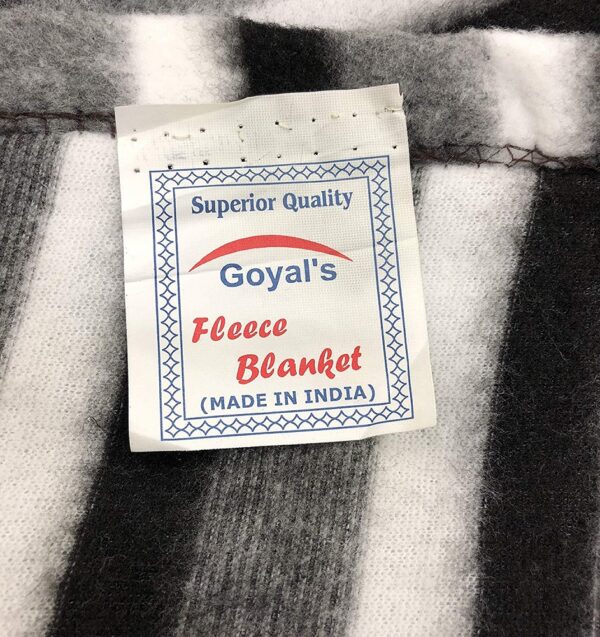 Superior Quality
Goyal's
Fleece
Blanket
(MADE IN INDIA)